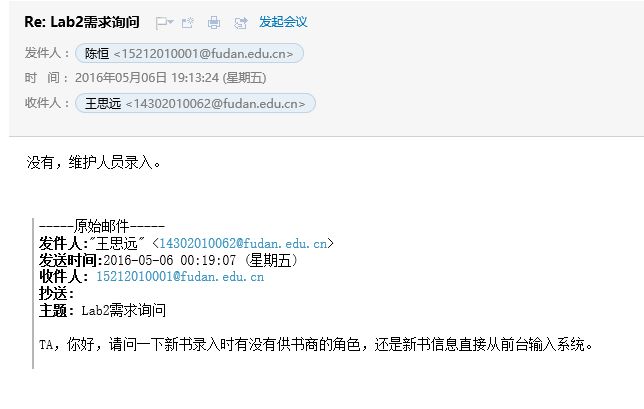 Re: Lab2需求询问 发起会议
发件人： 陈恒 <15212010001@fudan.edu.cn>
时 间： 2016年05月06日 19:13:24 (星期五)
收件人： 王思远 <14302010062@fudan.edu.cn>
没有，维护人员录入。
-----原始邮件-----
发件人:"王思远" <14302010062@fudan.edu.cn>
发送时间:2016-05-06 00:19:07 (星期五)
收件人: 15212010001@fudan.edu.cn
抄送:
主题: Lab2需求询问
TA，你好，请问一下新书录入时有没有供书商的角色，还是新书信息直接从前台输入系统。